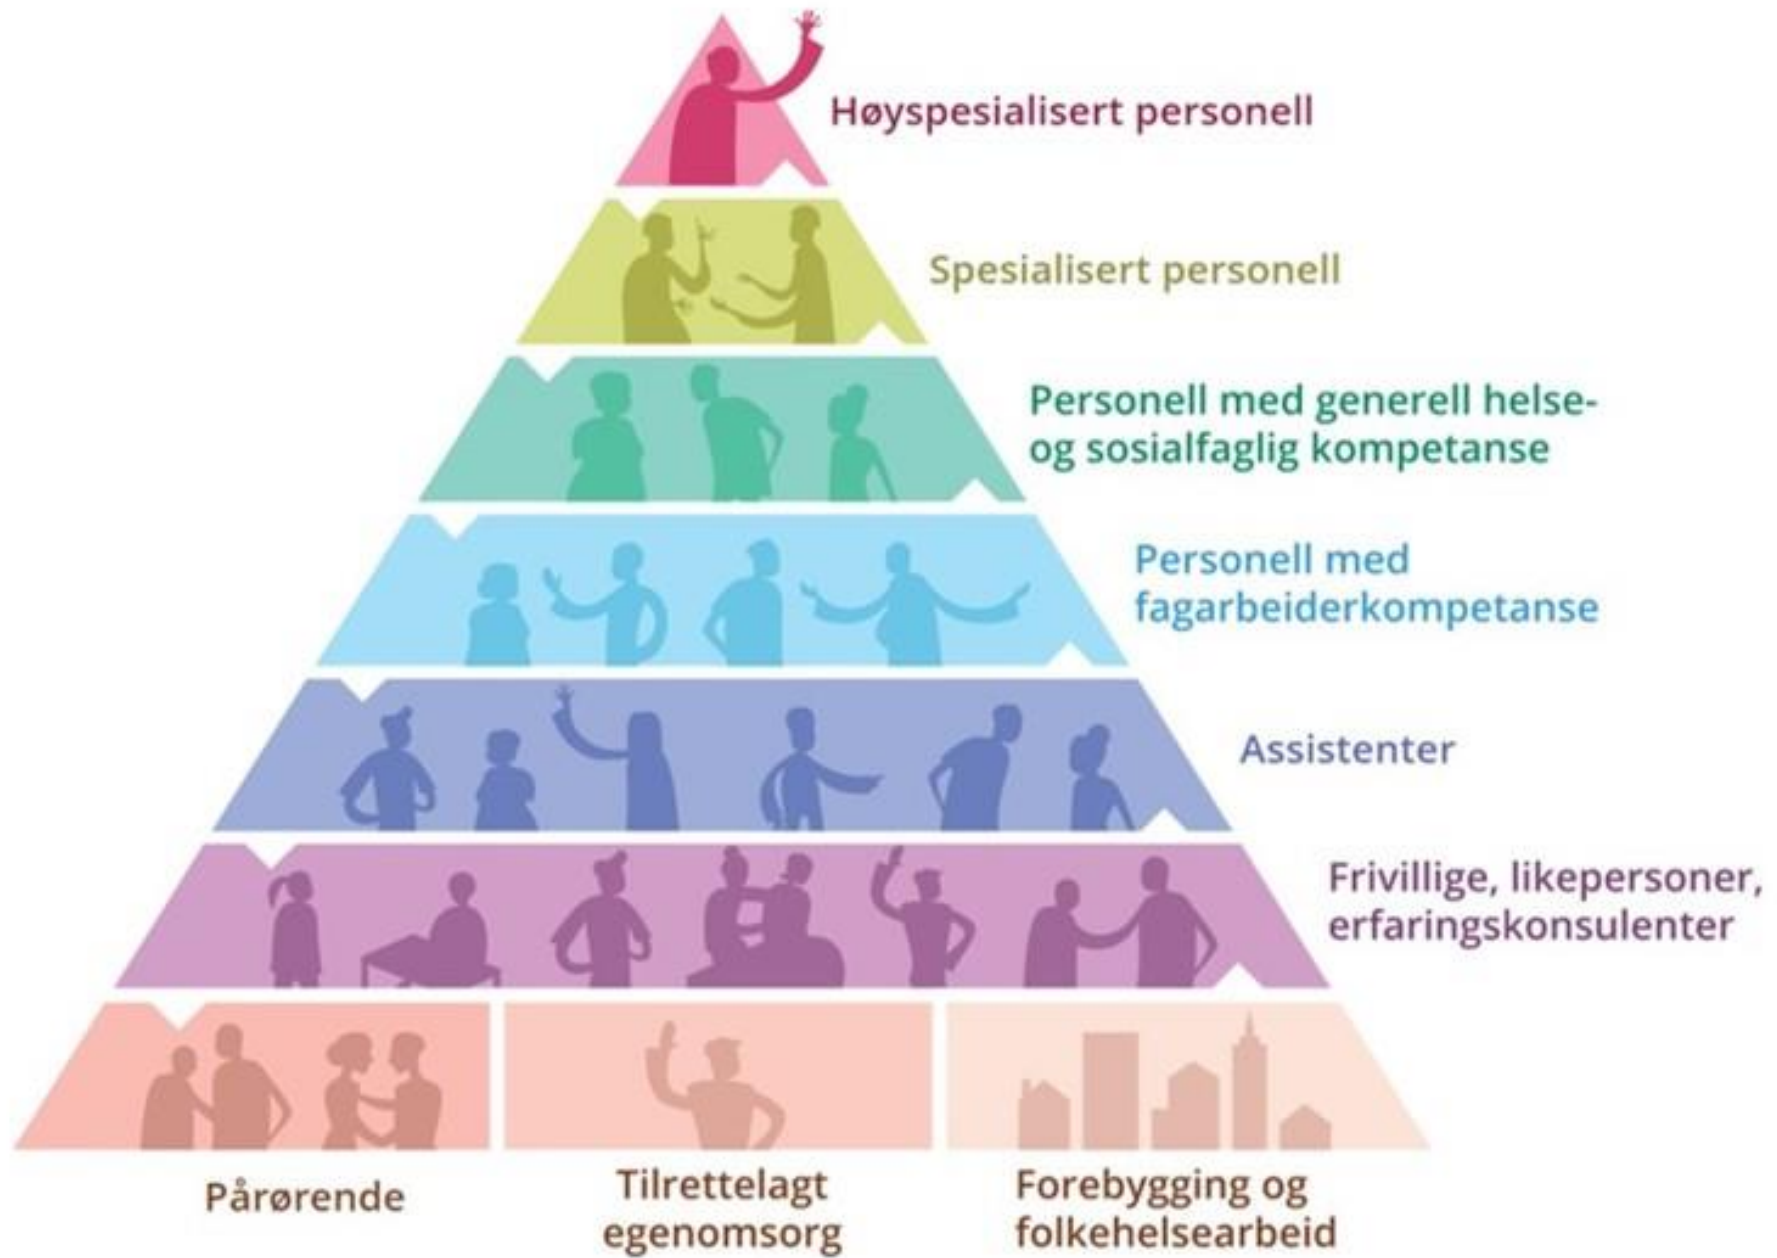 Høyspesialisert personell
Spesialisert personell
Personell med generell helse-
og sosialfaglig kompetanse
Personell med
fagarbeiderkompetanse
Assistenter
Frivillige, likepersoner,
erfaringskonsulenter
Pårørende
Tilrettelagt
egenomsorg
Forebygging og
folkehelsearbeid